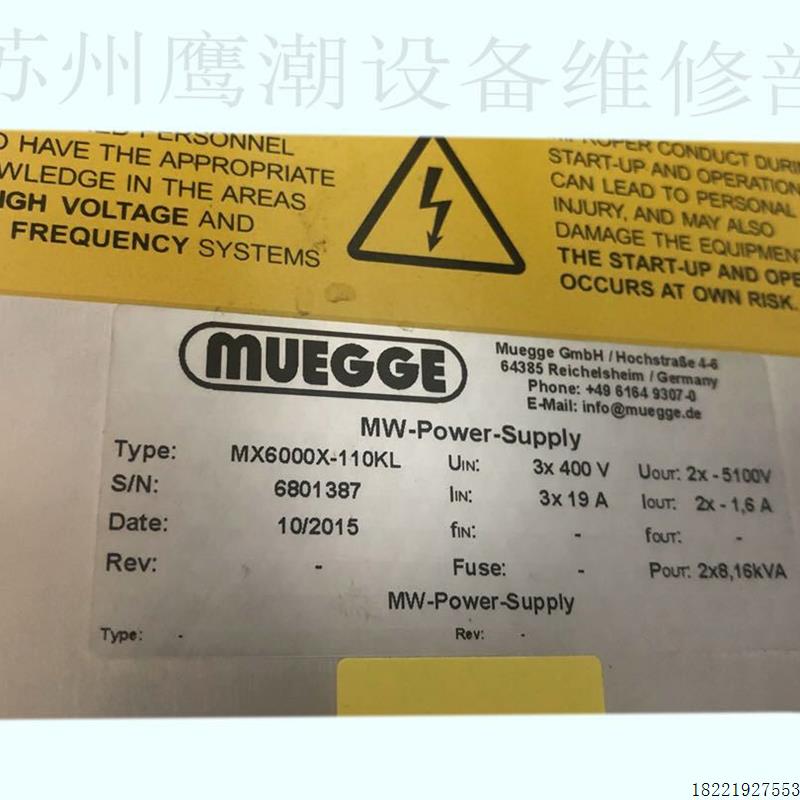 苏州鹰潮设备维修部
PERSONNEL
HAVE THE APPROPRIATE
IN THE AREAS
VOLTAGE AND
FREQUENCY SYSTEMS
CONDUCT
START-UP AND OPERATION
CAN LEAD TO PERSONAL
INJURY, AND MAY ALSO
DAMAGE THE EQUIPMENT
THE START-UP AND
OCCURS AT OWN RISK.
MUEGGE
Muegge GmbH / Hochstraße 4-6
64385 Reichelsheim / Germany
Phone: +49 6164 9307-0
E-Mail: info@muegge.de
MW-Power-Supply
Type: MX6000X-110KL UIN: 3x 400 V UOUT: 2x - 5100V
S/N: 6801387 IIN: 3x 19 A IOUT: 2x - 1,6 A
Date: 10/2015 fIN: - fOUT: -
Rev: - Fuse: - POUT: 2x8,16kVA
MW-Power-Supply
Type: - Rev: -
18221927553